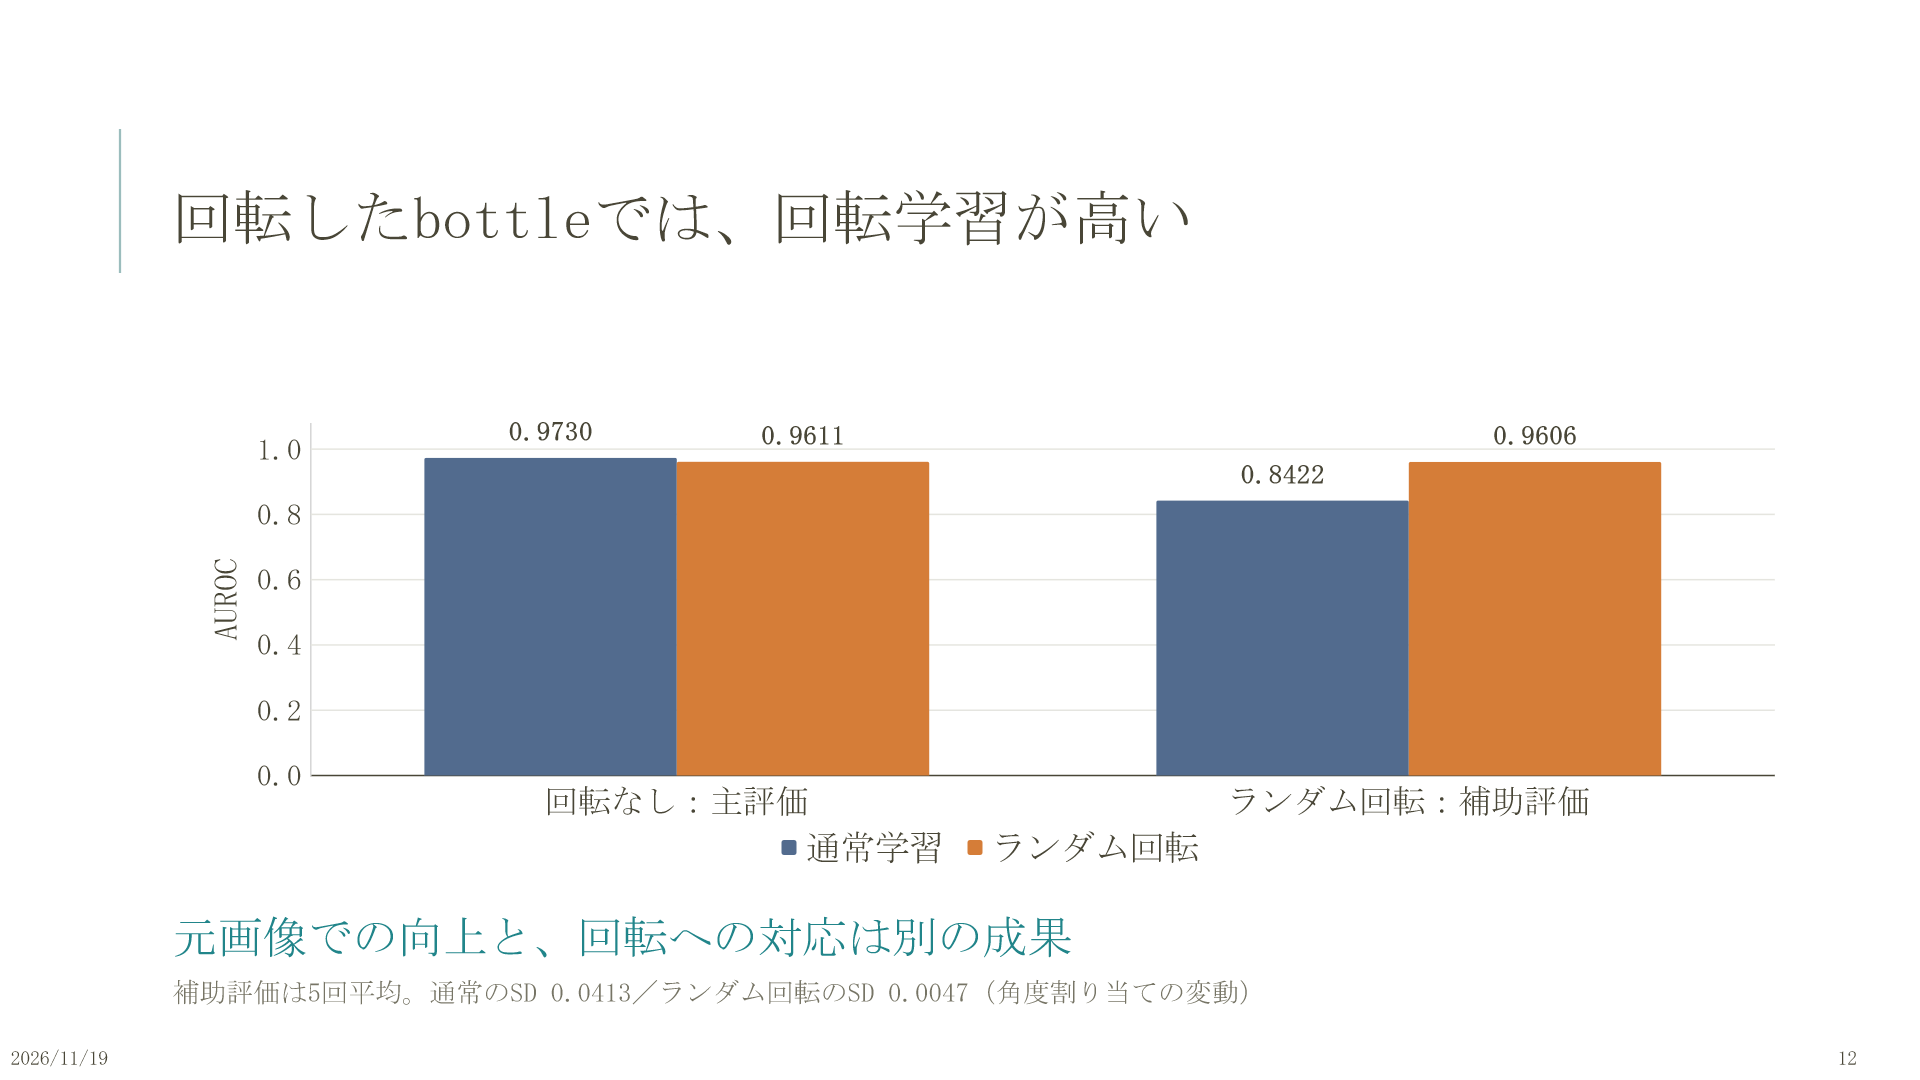 回転したbottleでは、回転学習が高い
0.9730
0.9611
0.8422
0.9606
AUROC
1.0
0.8
0.6
0.4
0.2
0.0
回転なし：主評価
ランダム回転：補助評価
通常学習 ランダム回転
元画像での向上と、回転への対応は別の成果
補助評価は5回平均。通常のSD 0.0413／ランダム回転のSD 0.0047（角度割り当ての変動）
2026/11/19
12